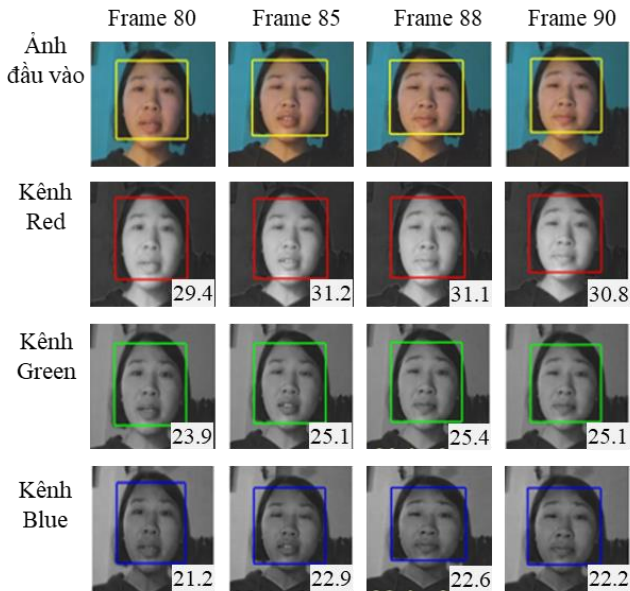 Frame 80 Frame 85 Frame 88 Frame 90
Ảnh
đầu vào
Kênh
Red
29.4 31.2 31.1 30.8
Kênh
Green
23.9 25.1 25.4 25.1
Kênh
Blue
21.2 22.9 22.6 22.2